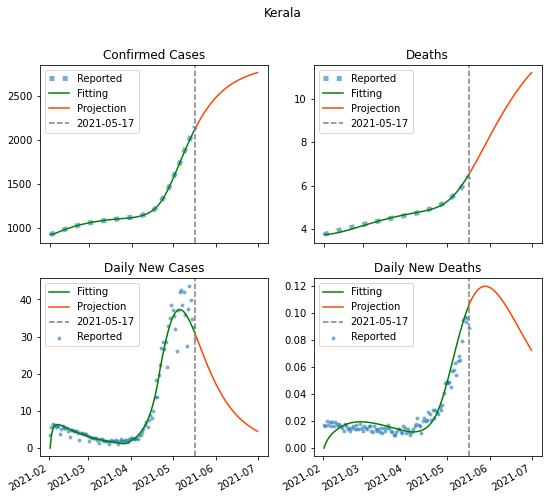 Kerala
Confirmed Cases
Reported
Fitting
Projection
2021-05-17
2500
2000
1500
1000
Deaths
Reported
Fitting
Projection
2021-05-17
10
8
6
4
Daily New Cases
Fitting
Projection
2021-05-17
Reported
40
30
20
10
0
2021-02
2021-03
2021-04
2021-05
2021-06
2021-07
Daily New Deaths
Fitting
Projection
2021-05-17
Reported
0.12
0.10
0.08
0.06
0.04
0.02
0.00
2021-02
2021-03
2021-04
2021-05
2021-06
2021-07